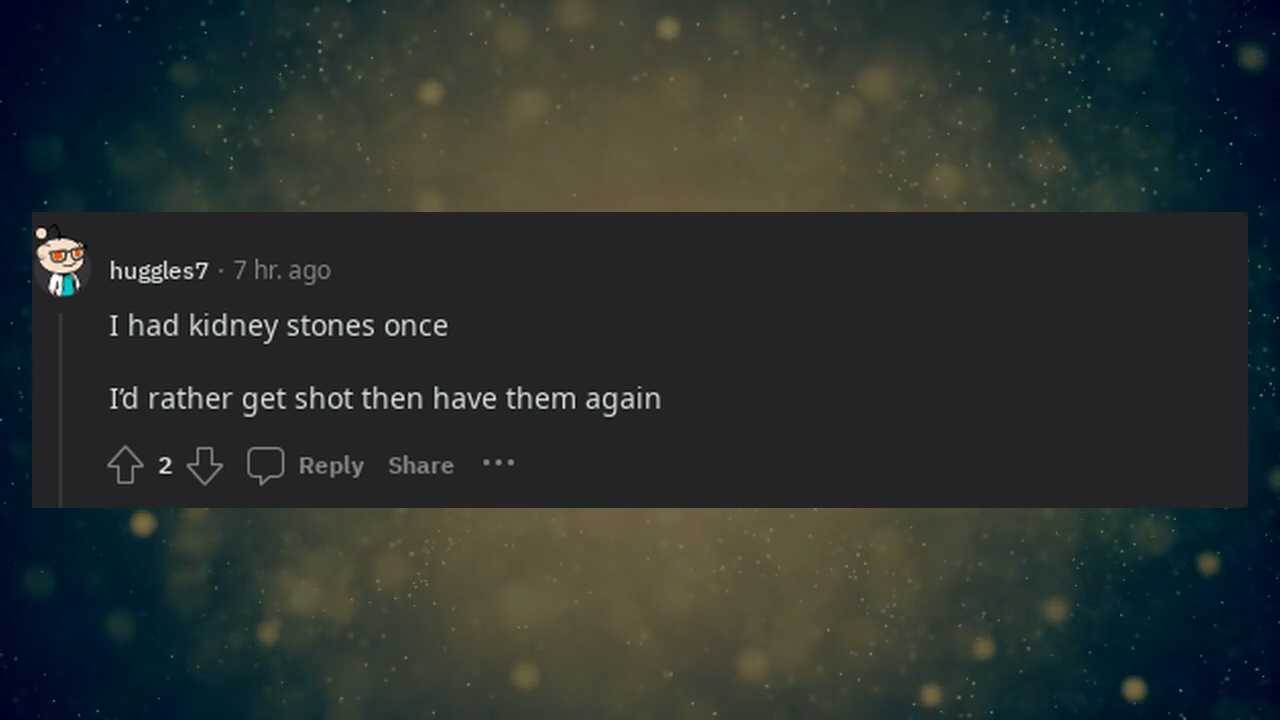 huggles7 · 7 hr. ago
I had kidney stones once
I’d rather get shot then have them again
2 Reply Share •••